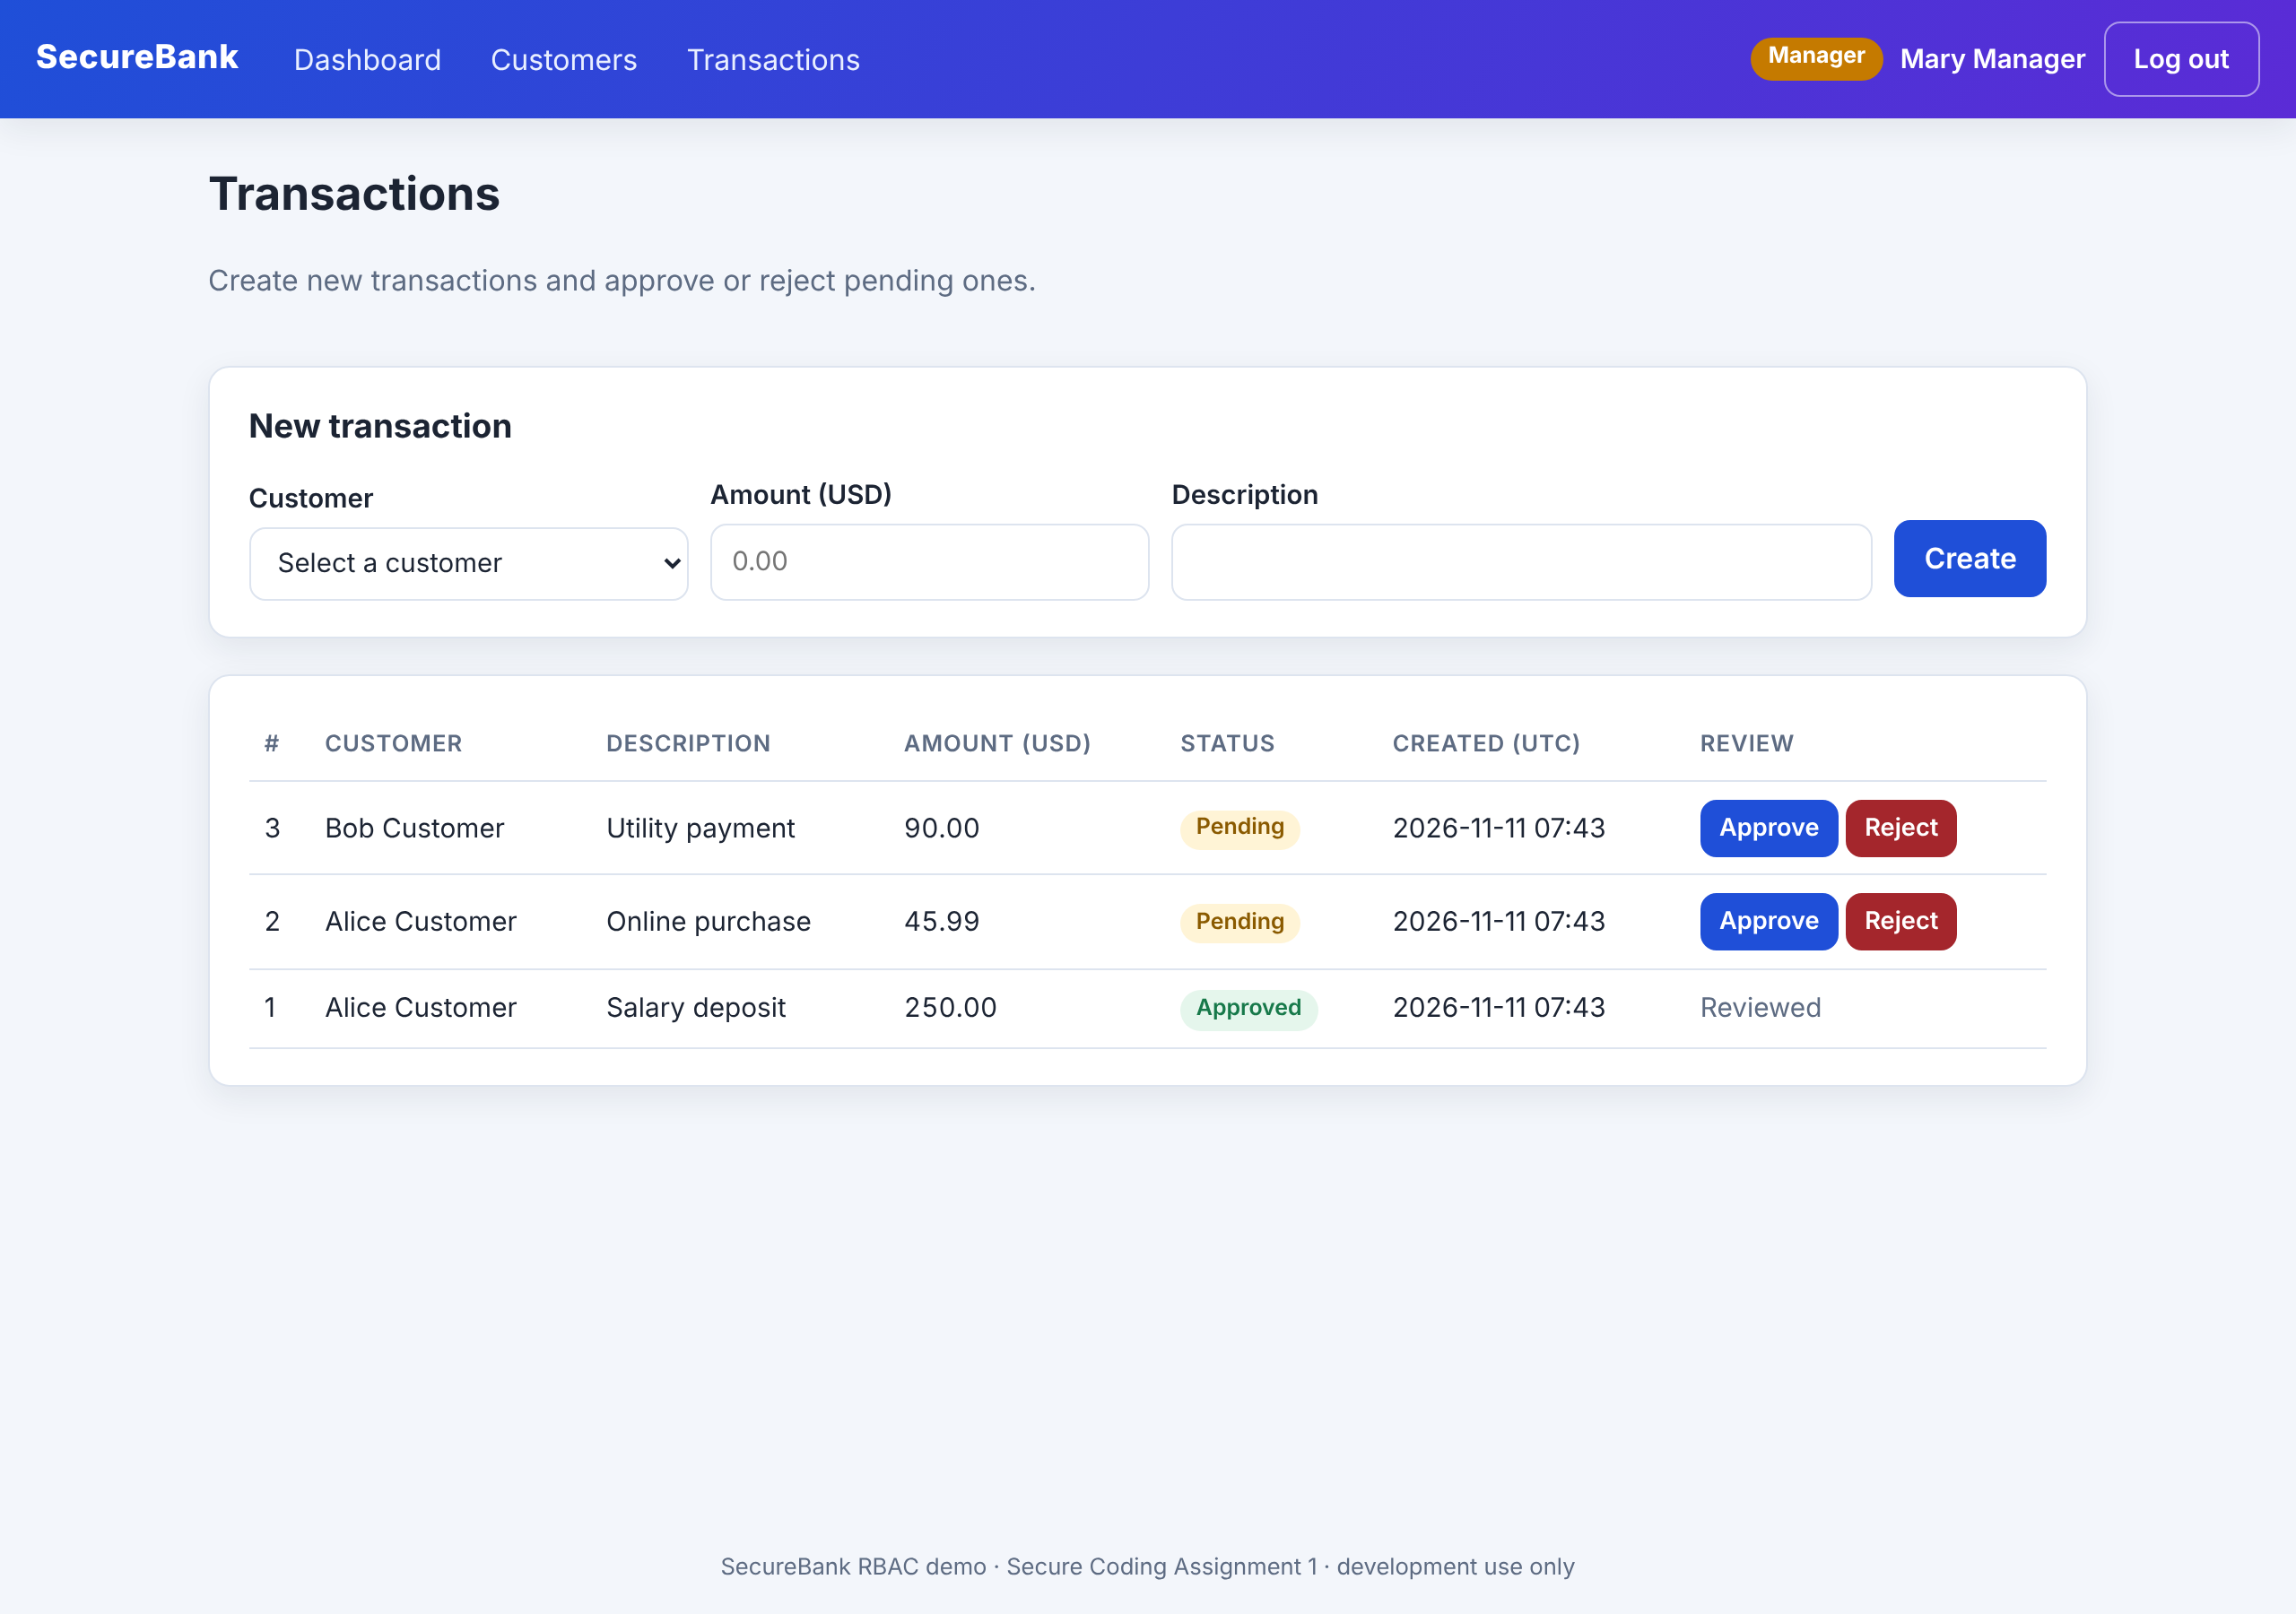 SecureBank Dashboard Customers Transactions Manager Mary Manager Log out
Transactions
Create new transactions and approve or reject pending ones.
New transaction
Customer Amount (USD) Description
Select a customer 0.00 Create
# CUSTOMER DESCRIPTION AMOUNT (USD) STATUS CREATED (UTC) REVIEW
3 Bob Customer Utility payment 90.00 Pending 2026-11-11 07:43 Approve Reject
2 Alice Customer Online purchase 45.99 Pending 2026-11-11 07:43 Approve Reject
1 Alice Customer Salary deposit 250.00 Approved 2026-11-11 07:43 Reviewed
SecureBank RBAC demo · Secure Coding Assignment 1 · development use only